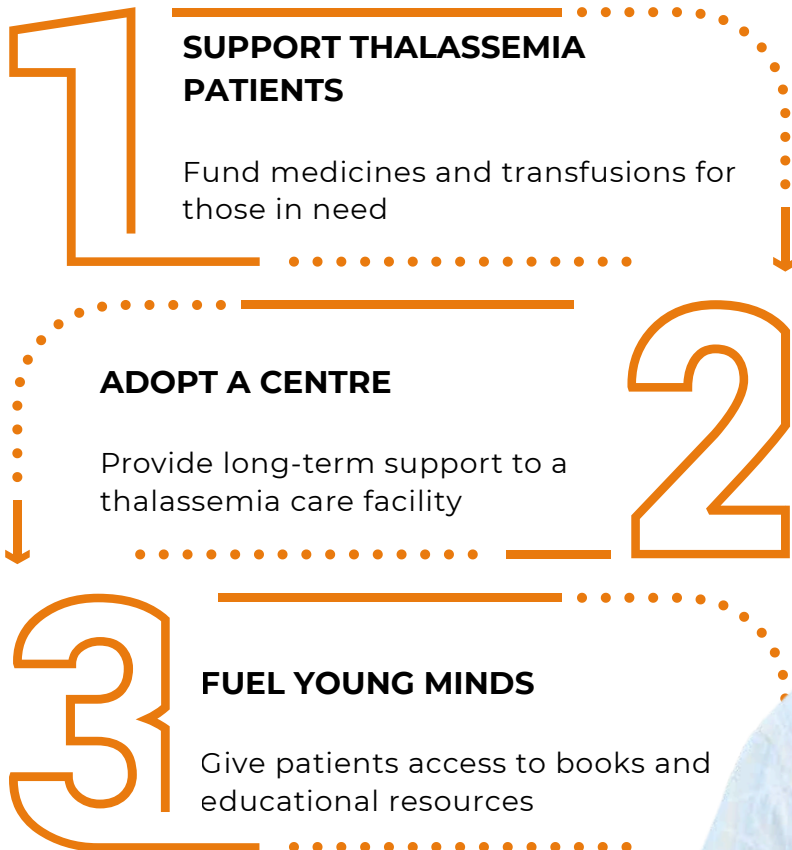 1
SUPPORT THALASSEMIA
PATIENTS
Fund medicines and transfusions for
those in need
2
ADOPT A CENTRE
Provide long-term support to a
thalassemia care facility
3
FUEL YOUNG MINDS
Give patients access to books and
educational resources